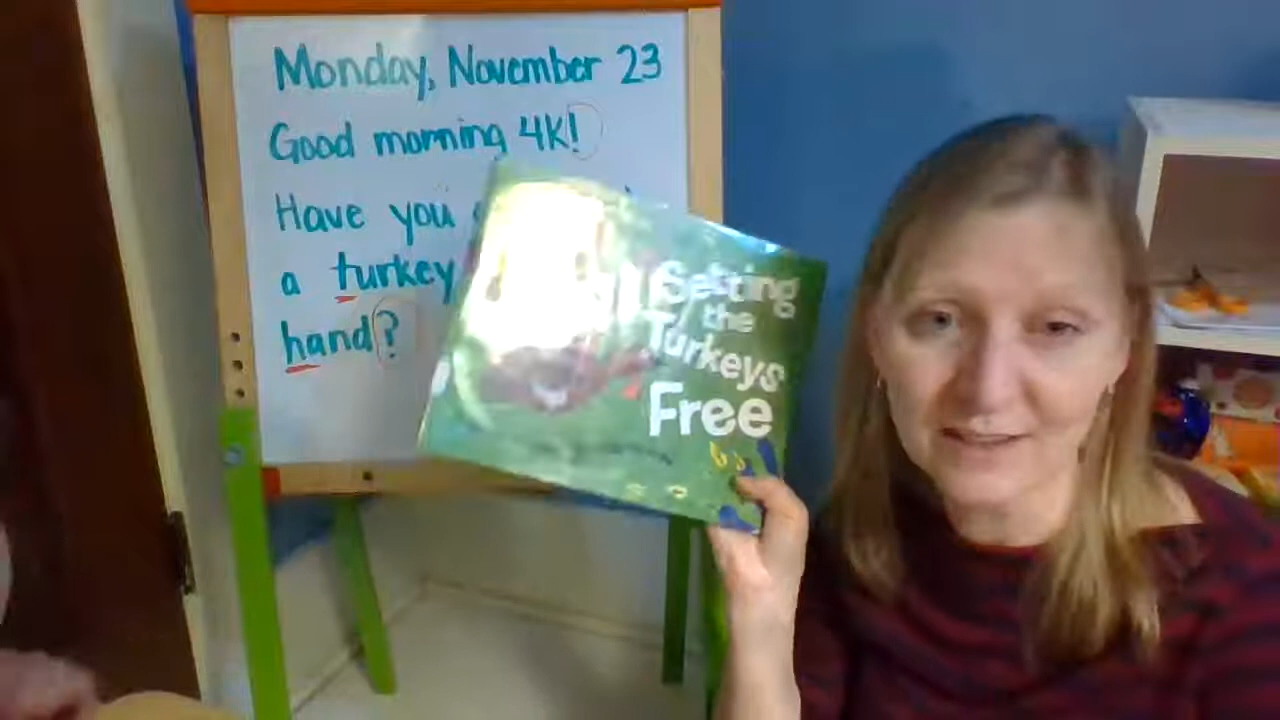 Monday, November 23
Good morning 4K!
Have you
a turkey
hand?
Setting
the
Turkeys
Free